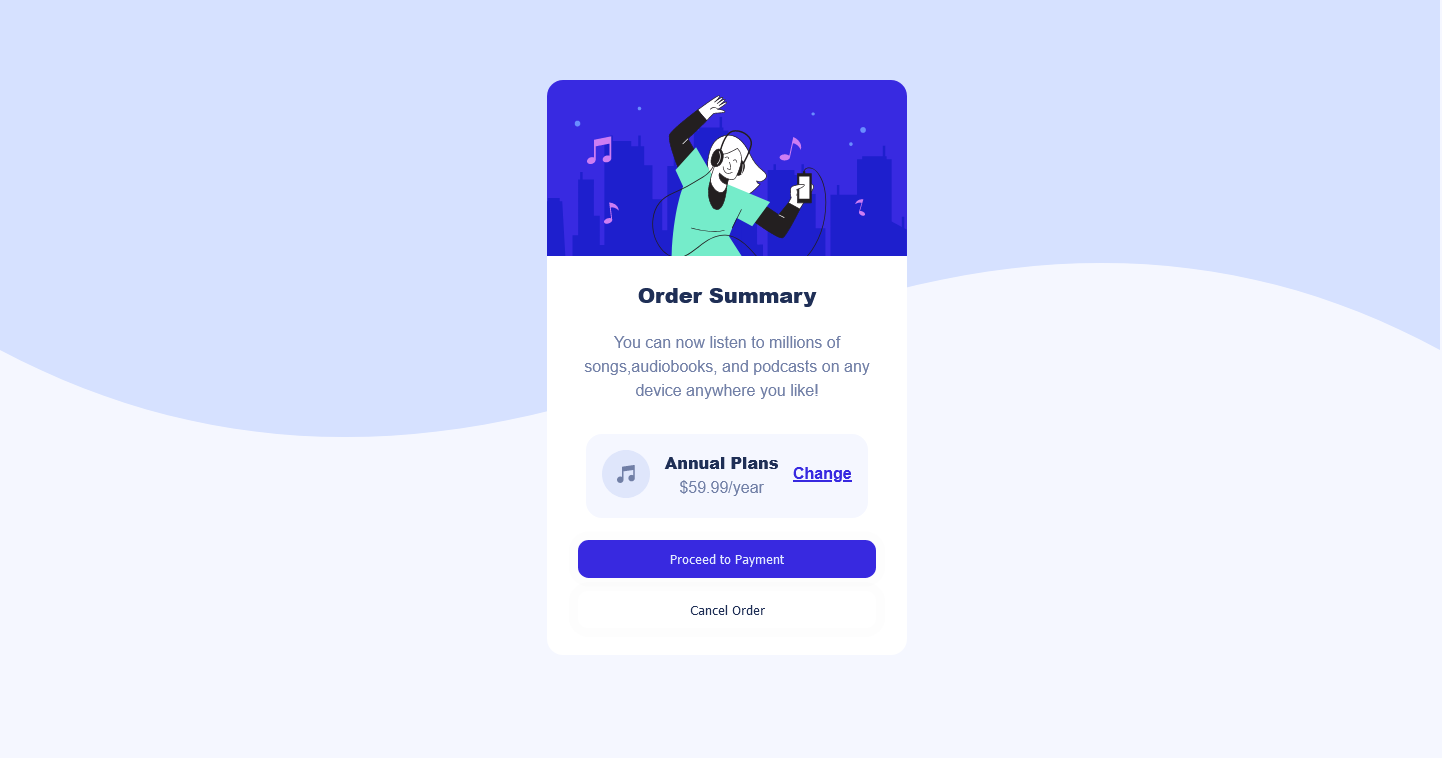 Order Summary
You can now listen to millions of
songs,audiobooks, and podcasts on any
device anywhere you like!
Annual Plans
$59.99/year
Change
Proceed to Payment
Cancel Order